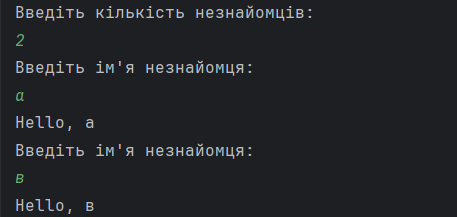 Введіть кількість незнайомців:
2
Введіть ім'я незнайомця:
а
Hello, а
Введіть ім'я незнайомця:
в
Hello, в